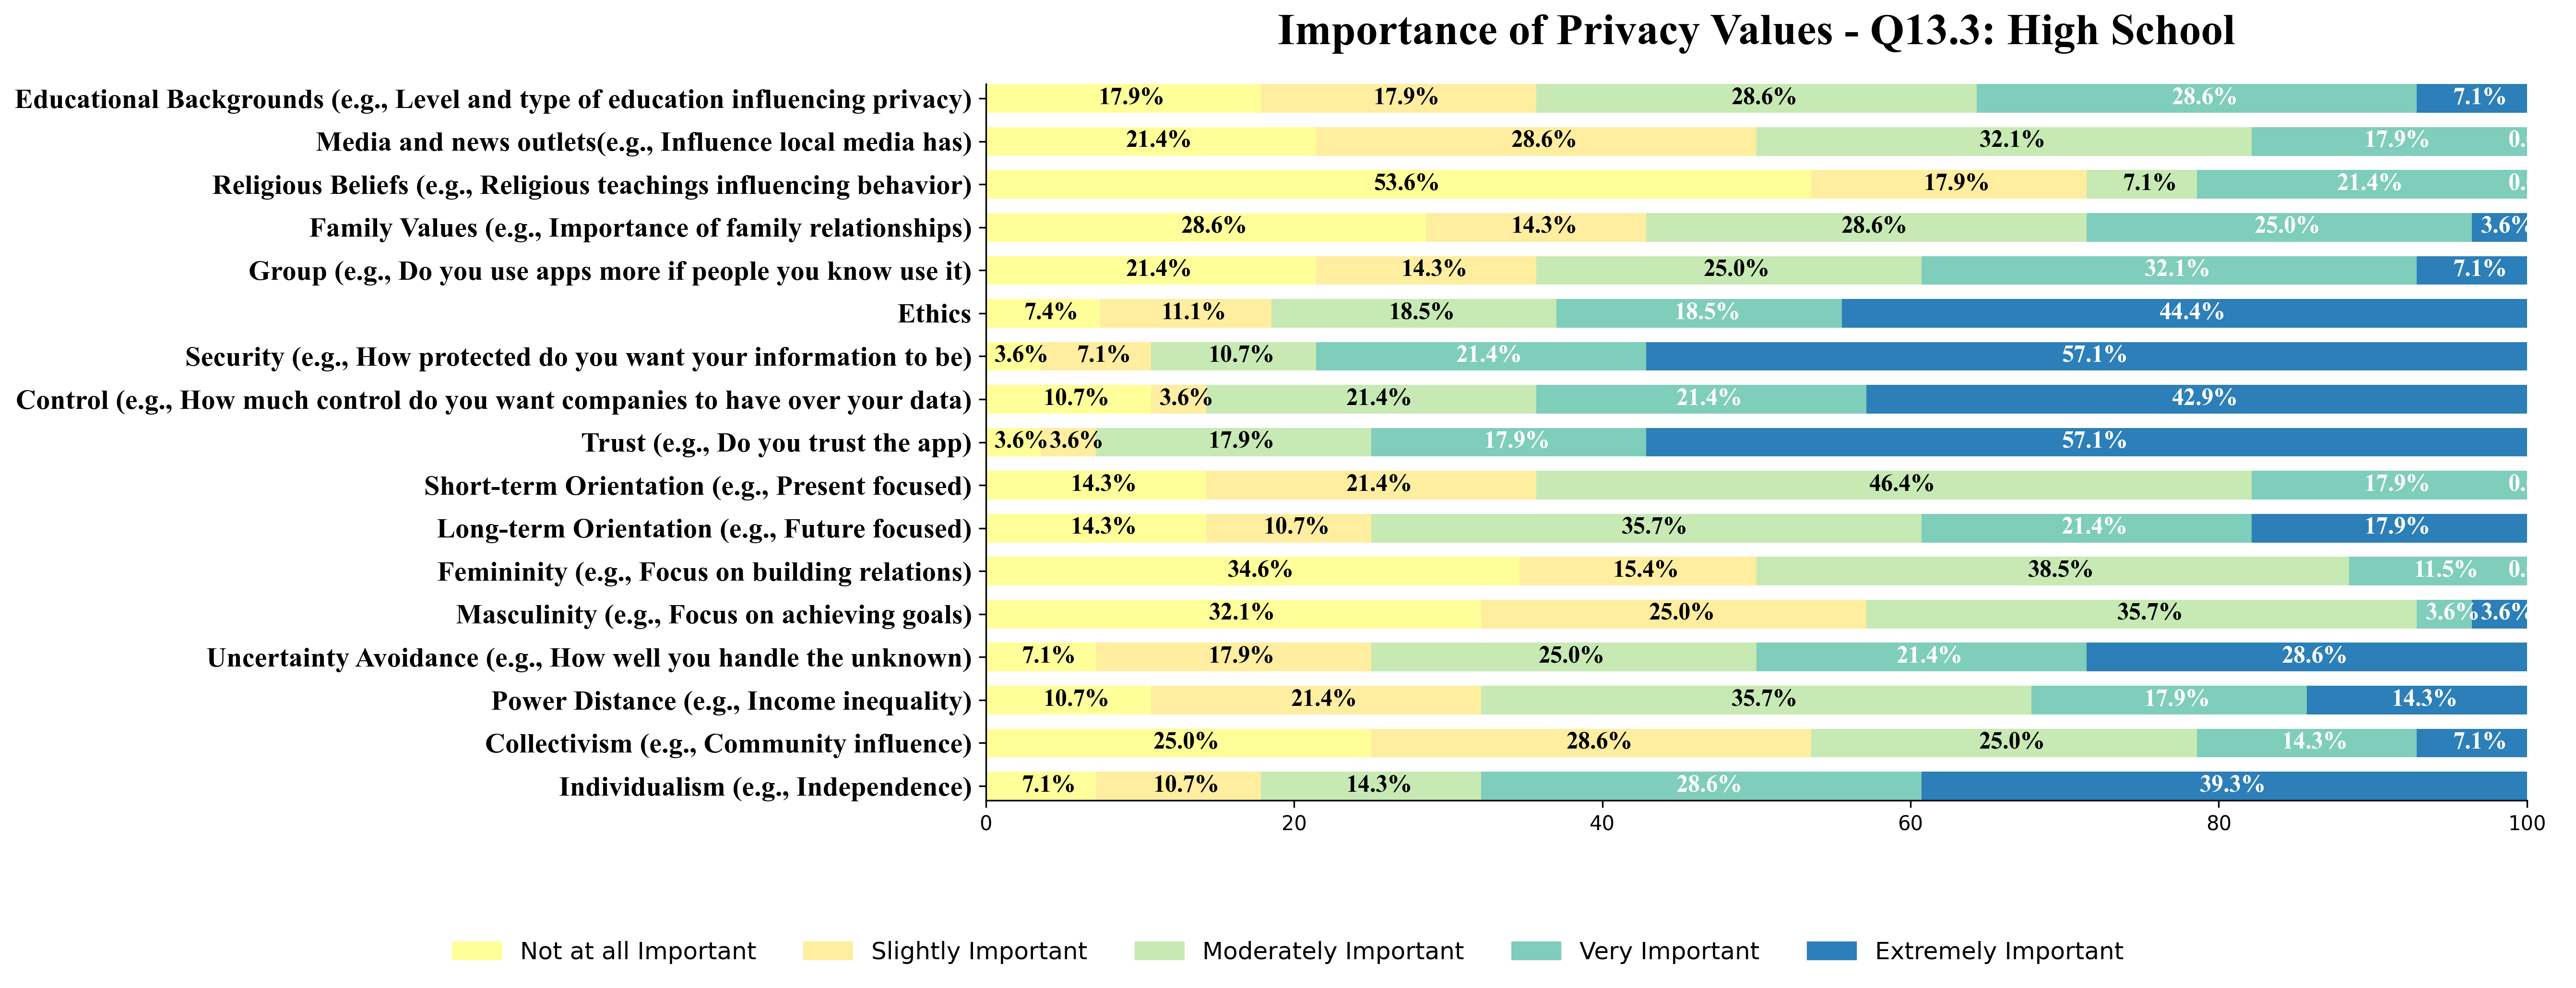 Importance of Privacy Values - Q13.3: High School
Educational Backgrounds (e.g., Level and type of education influencing privacy) 17.9% 17.9% 28.6% 28.6% 7.1%
Media and news outlets(e.g., Influence local media has) 21.4% 28.6% 32.1% 17.9% 0.
Religious Beliefs (e.g., Religious teachings influencing behavior) 53.6% 17.9% 7.1% 21.4% 0.
Family Values (e.g., Importance of family relationships) 28.6% 14.3% 28.6% 25.0% 3.6%
Group (e.g., Do you use apps more if people you know use it) 21.4% 14.3% 25.0% 32.1% 7.1%
Ethics 7.4% 11.1% 18.5% 18.5% 44.4%
Security (e.g., How protected do you want your information to be) 3.6% 7.1% 10.7% 21.4% 57.1%
Control (e.g., How much control do you want companies to have over your data) 10.7% 3.6% 21.4% 21.4% 42.9%
Trust (e.g., Do you trust the app) 3.6% 3.6% 17.9% 17.9% 57.1%
Short-term Orientation (e.g., Present focused) 14.3% 21.4% 46.4% 17.9% 0.
Long-term Orientation (e.g., Future focused) 14.3% 10.7% 35.7% 21.4% 17.9%
Femininity (e.g., Focus on building relations) 34.6% 15.4% 38.5% 11.5% 0.
Masculinity (e.g., Focus on achieving goals) 32.1% 25.0% 35.7% 3.6% 3.6%
Uncertainty Avoidance (e.g., How well you handle the unknown) 7.1% 17.9% 25.0% 21.4% 28.6%
Power Distance (e.g., Income inequality) 10.7% 21.4% 35.7% 17.9% 14.3%
Collectivism (e.g., Community influence) 25.0% 28.6% 25.0% 14.3% 7.1%
Individualism (e.g., Independence) 7.1% 10.7% 14.3% 28.6% 39.3%
0 20 40 60 80 100
Not at all Important Slightly Important Moderately Important Very Important Extremely Important